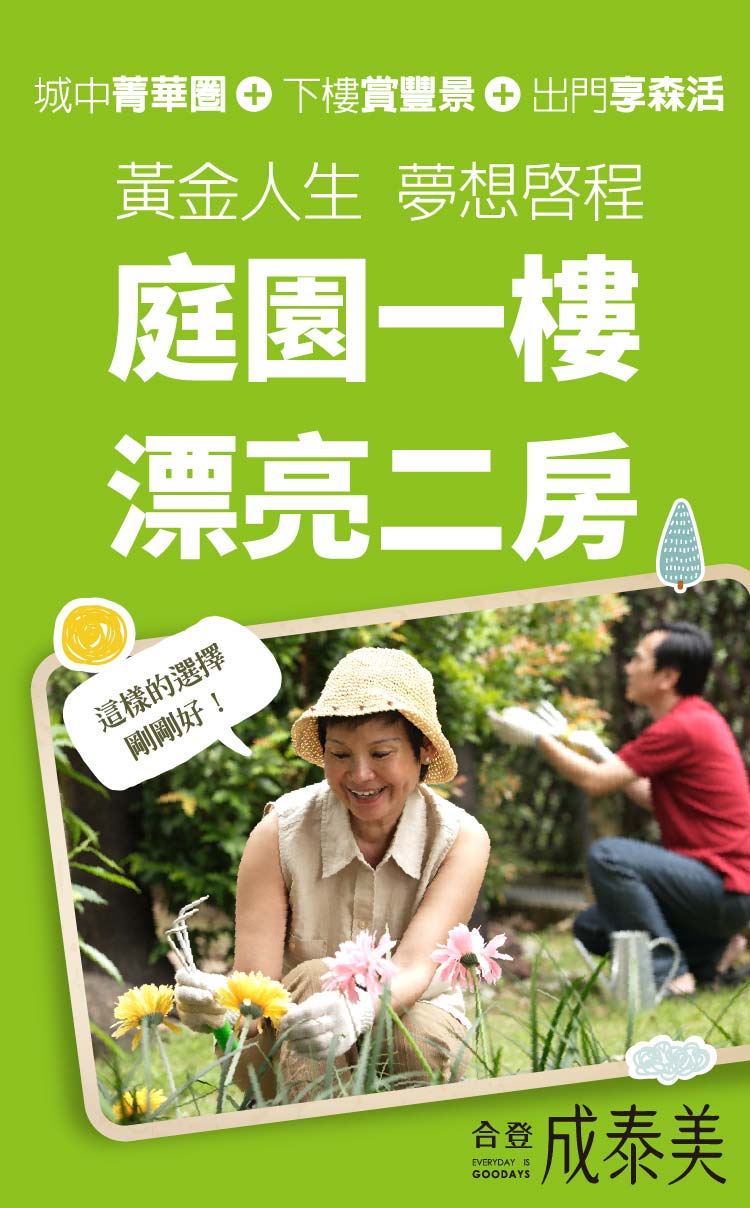 城中菁華圈＋下樓賞豐景＋出門享森活
黃金人生 夢想啓程
庭園一樓
漂亮二房
這樣的選擇
剛剛好！
合登 成泰美
EVERYDAY IS
GOODAYS